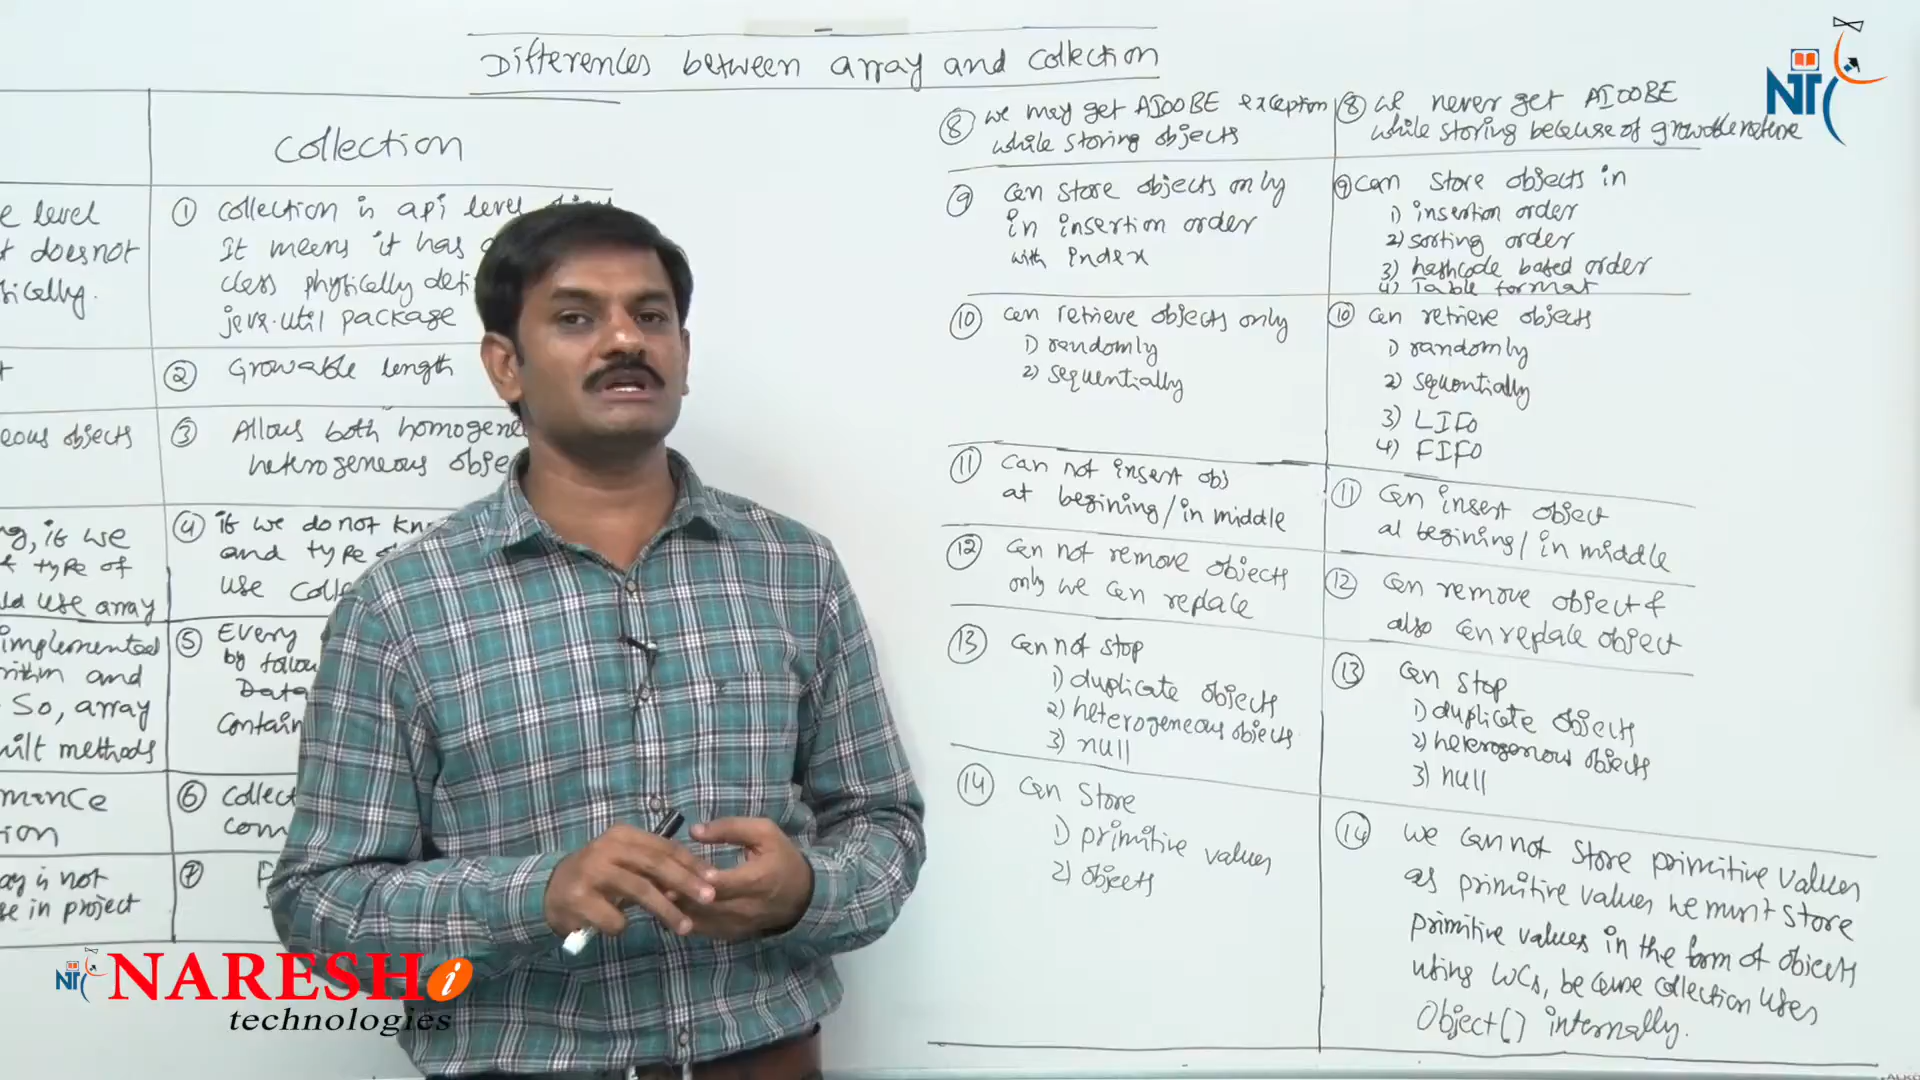 Differences between array and collection
e level
t does not
sically.
t
eous objects
ng, if we
& type of
ld use array
implemented
rithm and
So, array
uilt methods
mance
ion
ay is not
se in project
collection
① collection is api level
It means it has a
class physically defi
java.util package
② Growable length
③ Allows both homogene
heterogeneous obje
④ if we do not kn
and type o
use colle
⑤ Every
by follow
Data
contain
⑥ collect
com
⑦
⑧ we may get AIOOBE exception
while storing objects
⑨ can store objects only
in insertion order
with index
⑩ can retrieve objects only
1) randomly
2) sequentially
⑪ can not insert obj
at begining/in middle
⑫ can not remove objects
only we can replace
⑬ can not stop
1) duplicate objects
2) heterogeneous objects
3) null
⑭ can store
1) primitive values
2) objects
⑧ we never get AIOOBE
while storing because of growable nature
⑨ can store objects in
1) insertion order
2) sorting order
3) hashcode based order
4) Table format
⑩ can retrieve objects
1) randomly
2) sequentially
3) LIFO
4) FIFO
⑪ can insert object
at begining/in middle
⑫ can remove object &
also can replace object
⑬ can stop
1) duplicate objects
2) heterogenous objects
3) null
⑭ we cannot store primitive values
as primitive values we must store
primitive values in the form of objects
using WCs, because collection uses
Object[] internally.
NT
NARESH i
technologies